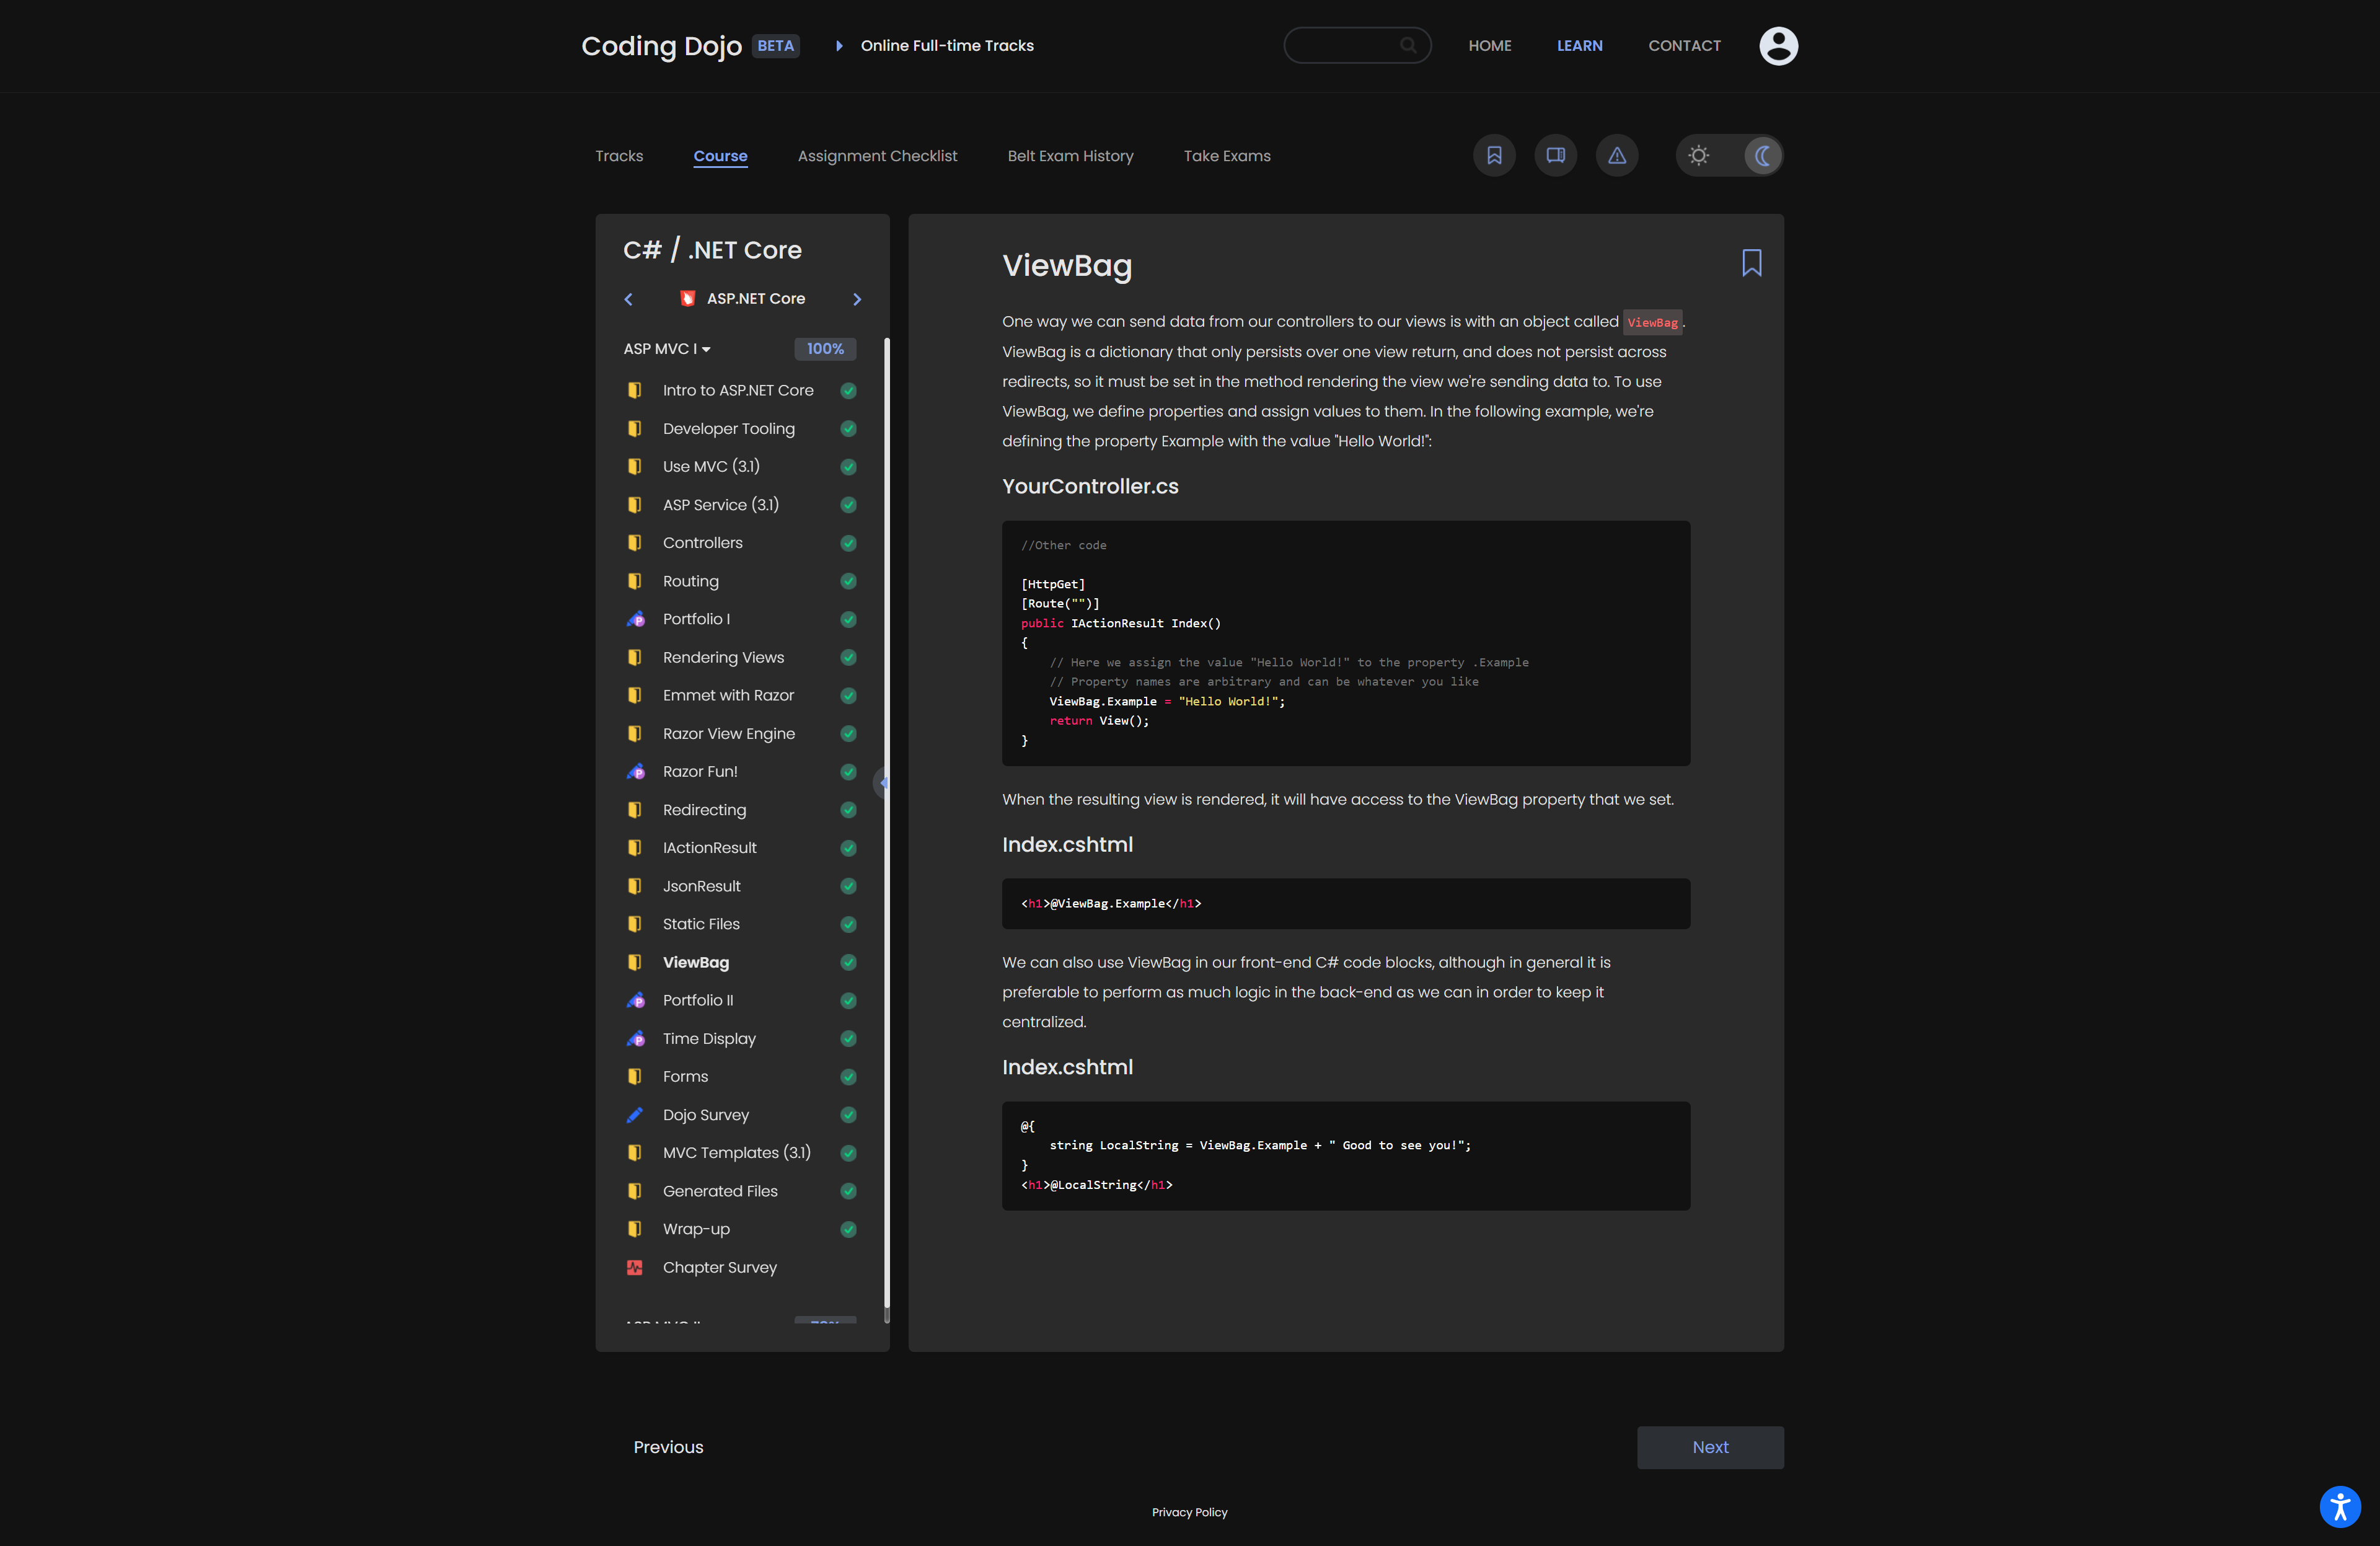 Coding Dojo BETA Online Full-time Tracks HOME LEARN CONTACT
Tracks Course Assignment Checklist Belt Exam History Take Exams
C# / .NET Core
ASP.NET Core
ASP MVC I 100%
Intro to ASP.NET Core
Developer Tooling
Use MVC (3.1)
ASP Service (3.1)
Controllers
Routing
Portfolio I
Rendering Views
Emmet with Razor
Razor View Engine
Razor Fun!
Redirecting
IActionResult
JsonResult
Static Files
ViewBag
Portfolio II
Time Display
Forms
Dojo Survey
MVC Templates (3.1)
Generated Files
Wrap-up
Chapter Survey
ViewBag
One way we can send data from our controllers to our views is with an object called ViewBag.
ViewBag is a dictionary that only persists over one view return, and does not persist across
redirects, so it must be set in the method rendering the view we're sending data to. To use
ViewBag, we define properties and assign values to them. In the following example, we're
defining the property Example with the value "Hello World!":
YourController.cs
//Other code
[HttpGet]
[Route("")]
public IActionResult Index()
{
// Here we assign the value "Hello World!" to the property .Example
// Property names are arbitrary and can be whatever you like
ViewBag.Example = "Hello World!";
return View();
}
When the resulting view is rendered, it will have access to the ViewBag property that we set.
Index.cshtml
<h1>@ViewBag.Example</h1>
We can also use ViewBag in our front-end C# code blocks, although in general it is
preferable to perform as much logic in the back-end as we can in order to keep it
centralized.
Index.cshtml
@{
string LocalString = ViewBag.Example + " Good to see you!";
}
<h1>@LocalString</h1>
Previous Next
Privacy Policy